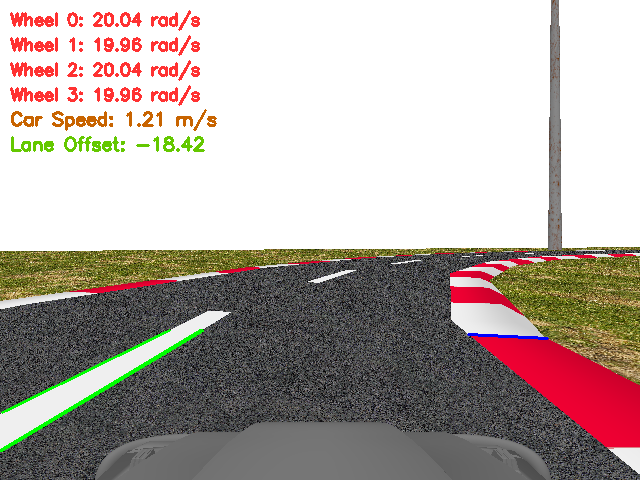 Wheel 0: 20.04 rad/s
Wheel 1: 19.96 rad/s
Wheel 2: 20.04 rad/s
Wheel 3: 19.96 rad/s
Car Speed: 1.21 m/s
Lane Offset: -18.42